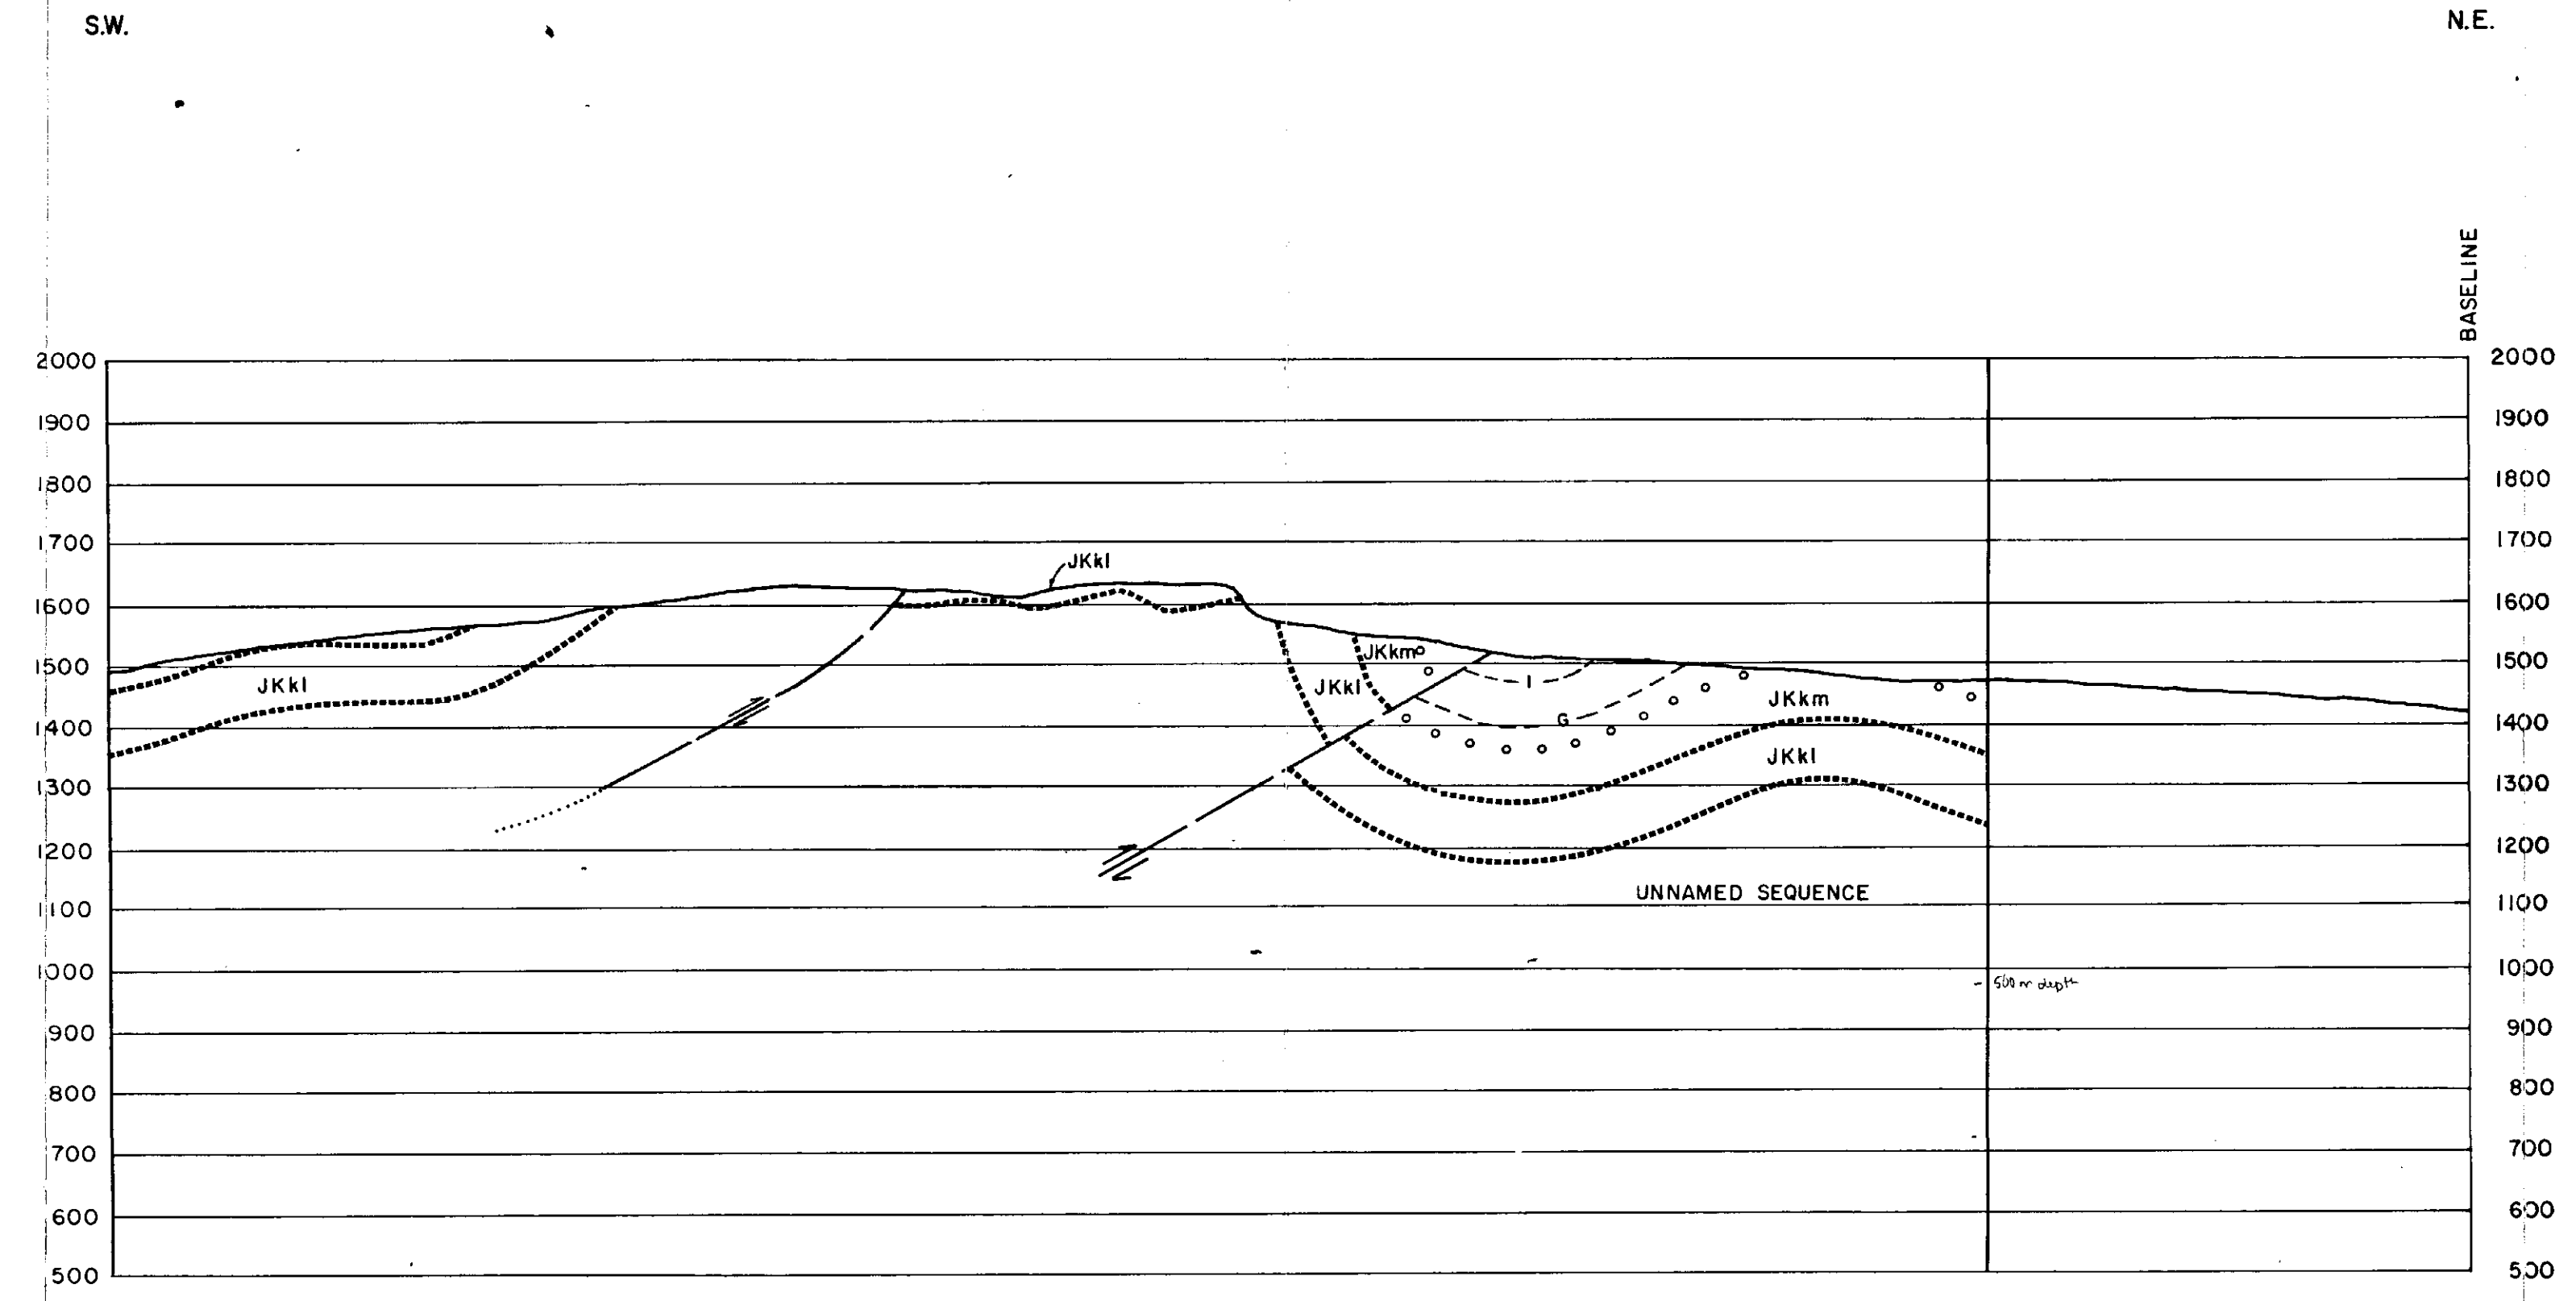 S.W. N.E.
BASELINE
2000 2000
1900 1900
1800 1800
1700 1700
JKkl
1600 1600
JKkm
1500 1500
JKkl JKkl I
JKkm
G
1400 1400
JKkl
1300 1300
1200 1200
UNNAMED SEQUENCE
1100 1100
1000 1000
500 m depth
900 900
800 800
700 700
600 600
500 500